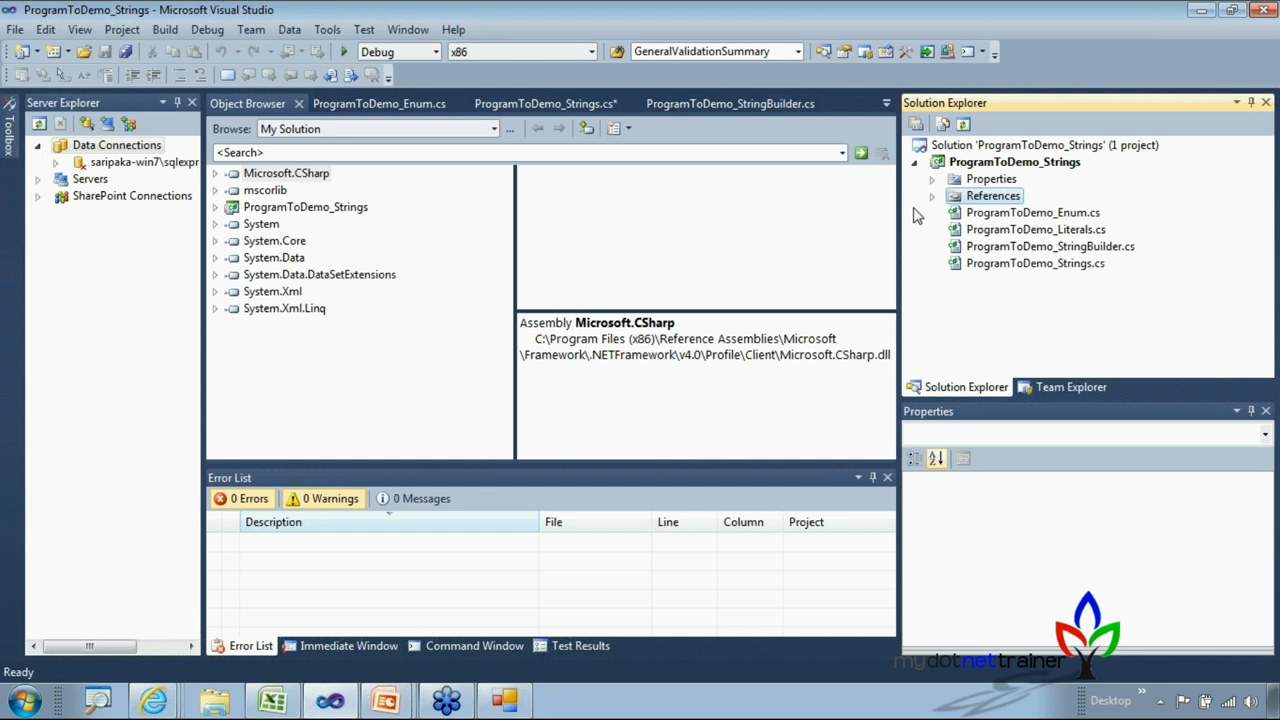 ProgramToDemo_Strings - Microsoft Visual Studio
File Edit View Project Build Debug Team Data Tools Test Window Help
Debug x86 GeneralValidationSummary
Toolbox
Server Explorer
Data Connections
saripaka-win7\sqlexpr
Servers
SharePoint Connections
Object Browser ProgramToDemo_Enum.cs ProgramToDemo_Strings.cs* ProgramToDemo_StringBuilder.cs
Browse: My Solution ...
<Search>
Microsoft.CSharp
mscorlib
ProgramToDemo_Strings
System
System.Core
System.Data
System.Data.DataSetExtensions
System.Xml
System.Xml.Linq
Assembly Microsoft.CSharp
C:\Program Files (x86)\Reference Assemblies\Microsoft
\Framework\.NETFramework\v4.0\Profile\Client\Microsoft.CSharp.dll
Error List
0 Errors 0 Warnings 0 Messages
Description File Line Column Project
Error List Immediate Window Command Window Test Results
Solution Explorer
Solution 'ProgramToDemo_Strings' (1 project)
ProgramToDemo_Strings
Properties
References
ProgramToDemo_Enum.cs
ProgramToDemo_Literals.cs
ProgramToDemo_StringBuilder.cs
ProgramToDemo_Strings.cs
Solution Explorer Team Explorer
Properties
mydotnettrainer
Ready
Desktop